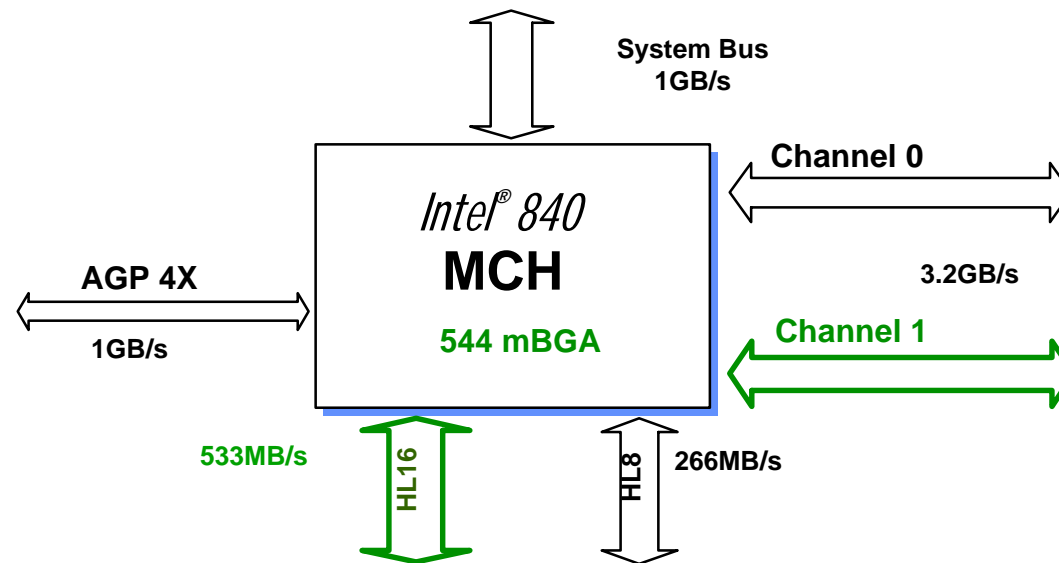 System Bus
1GB/s
Channel 0
Intel® 840
MCH
544 mBGA
AGP 4X
1GB/s
3.2GB/s
Channel 1
533MB/s
HL16
HL8
266MB/s